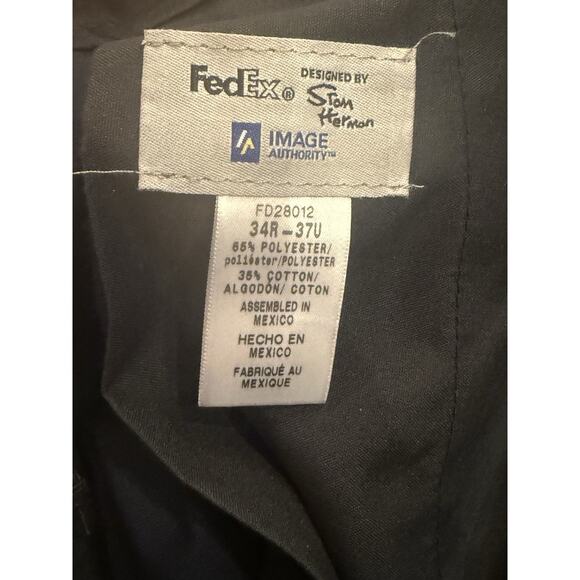 FedEx® DESIGNED BY
Stan
Herman
IMAGE
AUTHORITY™
FD28012
34R-37U
65% POLYESTER/
poliéster/POLYESTER
35% COTTON/
ALGODÓN/ COTON
ASSEMBLED IN
MEXICO
HECHO EN
MEXICO
FABRIQUÉ AU
MEXIQUE